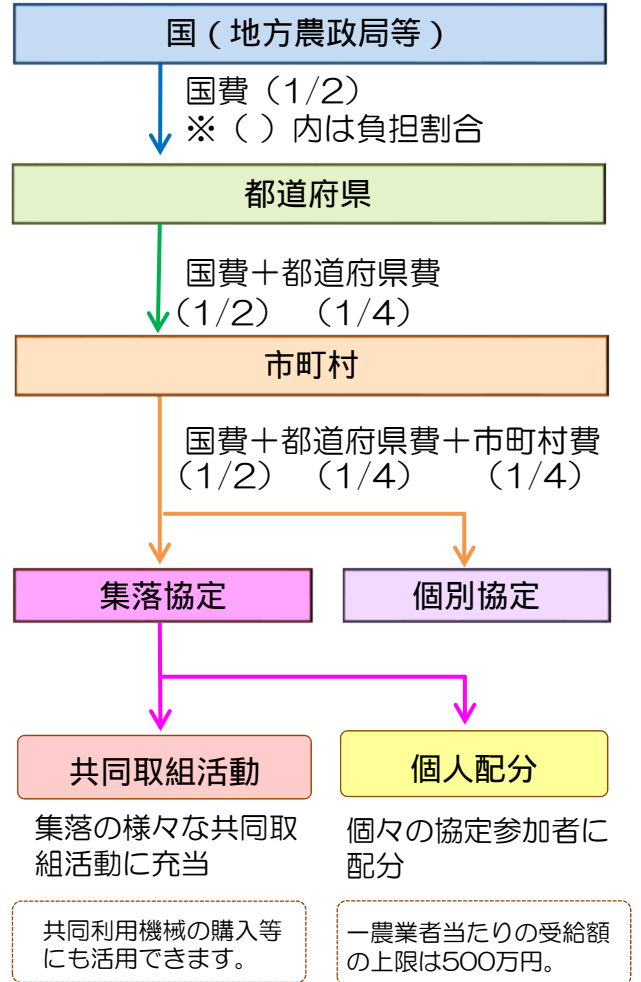 国(地方農政局等)
国費(1/2)
※( )内は負担割合
都道府県
国費＋都道府県費
(1/2) (1/4)
市町村
国費＋都道府県費＋市町村費
(1/2) (1/4) (1/4)
集落協定 個別協定
共同取組活動
集落の様々な共同取
組活動に充当
共同利用機械の購入等
にも活用できます。
個人配分
個々の協定参加者に
配分
一農業者当たりの受給額
の上限は500万円。